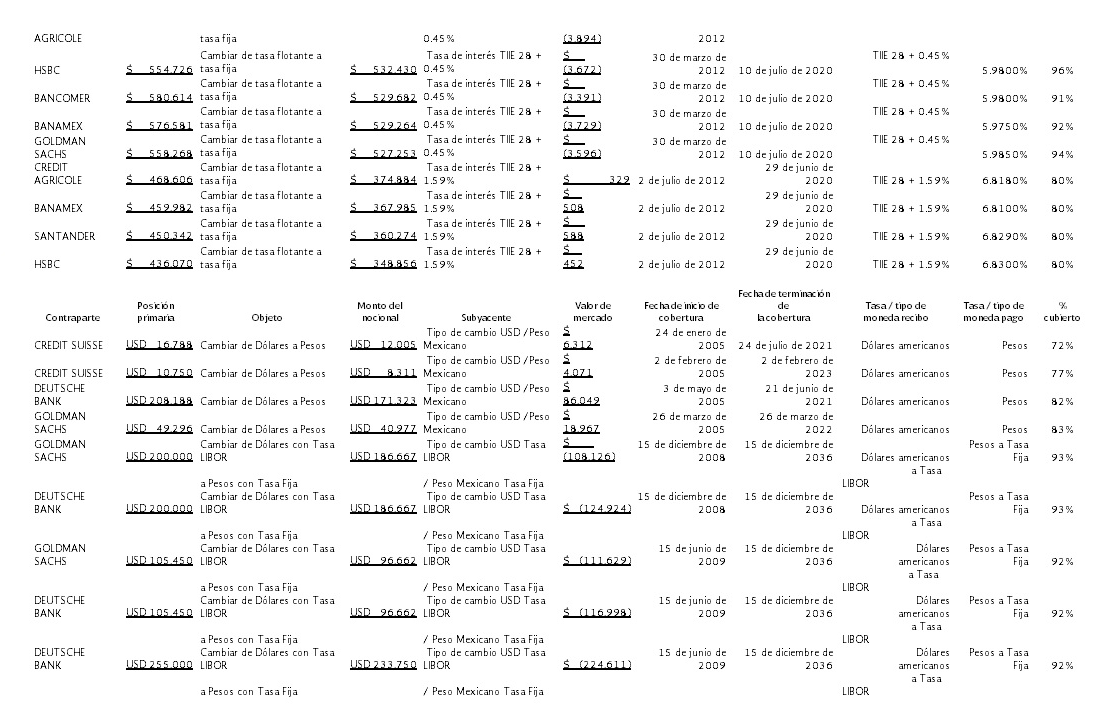 AGRICOLE tasa fija 0.45% (3.894) 2012
Cambiar de tasa flotante a Tasa de interés TIIE 28 + $ 30 de marzo de TIIE 28 + 0.45%
HSBC $ 554.726 tasa fija $ 532.430 0.45% (3.672) 2012 10 de julio de 2020 5.9800% 96%
Cambiar de tasa flotante a Tasa de interés TIIE 28 + $ 30 de marzo de TIIE 28 + 0.45%
BANCOMER $ 580.614 tasa fija $ 529.682 0.45% (3.391) 2012 10 de julio de 2020 5.9800% 91%
Cambiar de tasa flotante a Tasa de interés TIIE 28 + $ 30 de marzo de TIIE 28 + 0.45%
BANAMEX $ 576.581 tasa fija $ 529.264 0.45% (3.729) 2012 10 de julio de 2020 5.9750% 92%
GOLDMAN Cambiar de tasa flotante a Tasa de interés TIIE 28 + $ 30 de marzo de TIIE 28 + 0.45%
SACHS $ 558.268 tasa fija $ 527.253 0.45% (3.596) 2012 10 de julio de 2020 5.9850% 94%
CREDIT Cambiar de tasa flotante a Tasa de interés TIIE 28 + 29 de junio de
AGRICOLE $ 468.606 tasa fija $ 374.884 1.59% $ 329 2 de julio de 2012 2020 TIIE 28 + 1.59% 6.8180% 80%
Cambiar de tasa flotante a Tasa de interés TIIE 28 + $ 29 de junio de
BANAMEX $ 459.982 tasa fija $ 367.985 1.59% 508 2 de julio de 2012 2020 TIIE 28 + 1.59% 6.8100% 80%
Cambiar de tasa flotante a Tasa de interés TIIE 28 + $ 29 de junio de
SANTANDER $ 450.342 tasa fija $ 360.274 1.59% 588 2 de julio de 2012 2020 TIIE 28 + 1.59% 6.8290% 80%
Cambiar de tasa flotante a Tasa de interés TIIE 28 + $ 29 de junio de
HSBC $ 436.070 tasa fija $ 348.856 1.59% 452 2 de julio de 2012 2020 TIIE 28 + 1.59% 6.8300% 80%
Fecha de terminación
Posición Monto del Valor de Fecha de inicio de de Tasa / tipo de Tasa / tipo de %
Contraparte primaria Objeto nocional Subyacente mercado cobertura la cobertura moneda recibo moneda pago cubierto
Tipo de cambio USD /Peso $ 24 de enero de
CREDIT SUISSE USD 16.788 Cambiar de Dólares a Pesos USD 12.005 Mexicano 6.312 2005 24 de julio de 2021 Dólares americanos Pesos 72%
Tipo de cambio USD /Peso $ 2 de febrero de 2 de febrero de
CREDIT SUISSE USD 10.750 Cambiar de Dólares a Pesos USD 8.311 Mexicano 4.071 2005 2023 Dólares americanos Pesos 77%
DEUTSCHE Tipo de cambio USD /Peso $ 3 de mayo de 21 de junio de
BANK USD 208.188 Cambiar de Dólares a Pesos USD 171.323 Mexicano 86.049 2005 2021 Dólares americanos Pesos 82%
GOLDMAN Tipo de cambio USD /Peso $ 26 de marzo de 26 de marzo de
SACHS USD 49.296 Cambiar de Dólares a Pesos USD 40.977 Mexicano 18.967 2005 2022 Dólares americanos Pesos 83%
GOLDMAN Cambiar de Dólares con Tasa Tipo de cambio USD Tasa $ 15 de diciembre de 15 de diciembre de Pesos a Tasa
SACHS USD 200.000 LIBOR USD 186.667 LIBOR (108.126) 2008 2036 Dólares americanos Fija 93%
a Tasa
a Pesos con Tasa Fija / Peso Mexicano Tasa Fija LIBOR
DEUTSCHE Cambiar de Dólares con Tasa Tipo de cambio USD Tasa 15 de diciembre de 15 de diciembre de Pesos a Tasa
BANK USD 200.000 LIBOR USD 186.667 LIBOR $ (124.924) 2008 2036 Dólares americanos Fija 93%
a Tasa
a Pesos con Tasa Fija / Peso Mexicano Tasa Fija LIBOR
GOLDMAN Cambiar de Dólares con Tasa Tipo de cambio USD Tasa 15 de junio de 15 de diciembre de Dólares Pesos a Tasa
SACHS USD 105.450 LIBOR USD 96.662 LIBOR $ (111.629) 2009 2036 americanos Fija 92%
a Tasa
a Pesos con Tasa Fija / Peso Mexicano Tasa Fija LIBOR
DEUTSCHE Cambiar de Dólares con Tasa Tipo de cambio USD Tasa 15 de junio de 15 de diciembre de Dólares Pesos a Tasa
BANK USD 105.450 LIBOR USD 96.662 LIBOR $ (116.998) 2009 2036 americanos Fija 92%
a Tasa
a Pesos con Tasa Fija / Peso Mexicano Tasa Fija LIBOR
DEUTSCHE Cambiar de Dólares con Tasa Tipo de cambio USD Tasa 15 de junio de 15 de diciembre de Dólares Pesos a Tasa
BANK USD 255.000 LIBOR USD 233.750 LIBOR $ (224.611) 2009 2036 americanos Fija 92%
a Tasa
a Pesos con Tasa Fija / Peso Mexicano Tasa Fija LIBOR